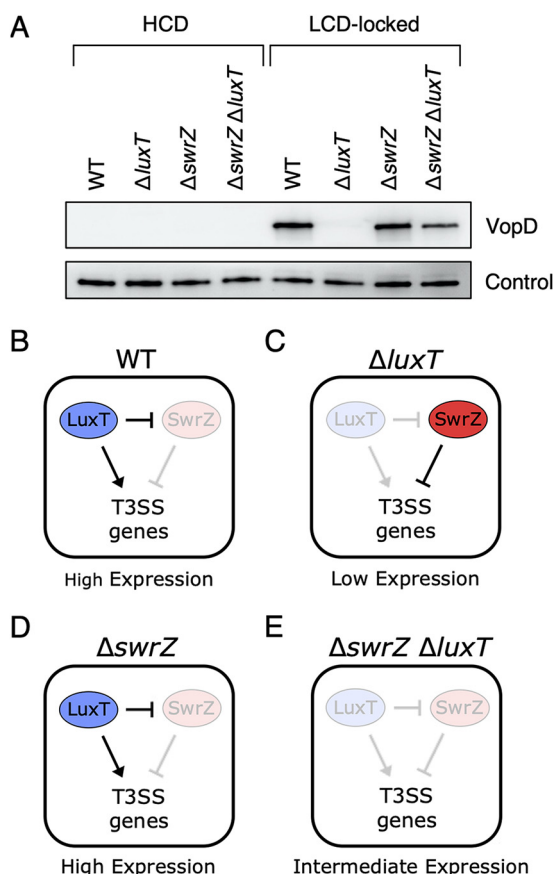 A
HCD
LCD-locked
WT
ΔluxT
ΔswrZ
ΔswrZ ΔluxT
WT
ΔluxT
ΔswrZ
ΔswrZ ΔluxT
VopD
Control
B
WT
LuxT
SwrZ
T3SS
genes
High Expression
C
ΔluxT
LuxT
SwrZ
T3SS
genes
Low Expression
D
ΔswrZ
LuxT
SwrZ
T3SS
genes
High Expression
E
ΔswrZ ΔluxT
LuxT
SwrZ
T3SS
genes
Intermediate Expression